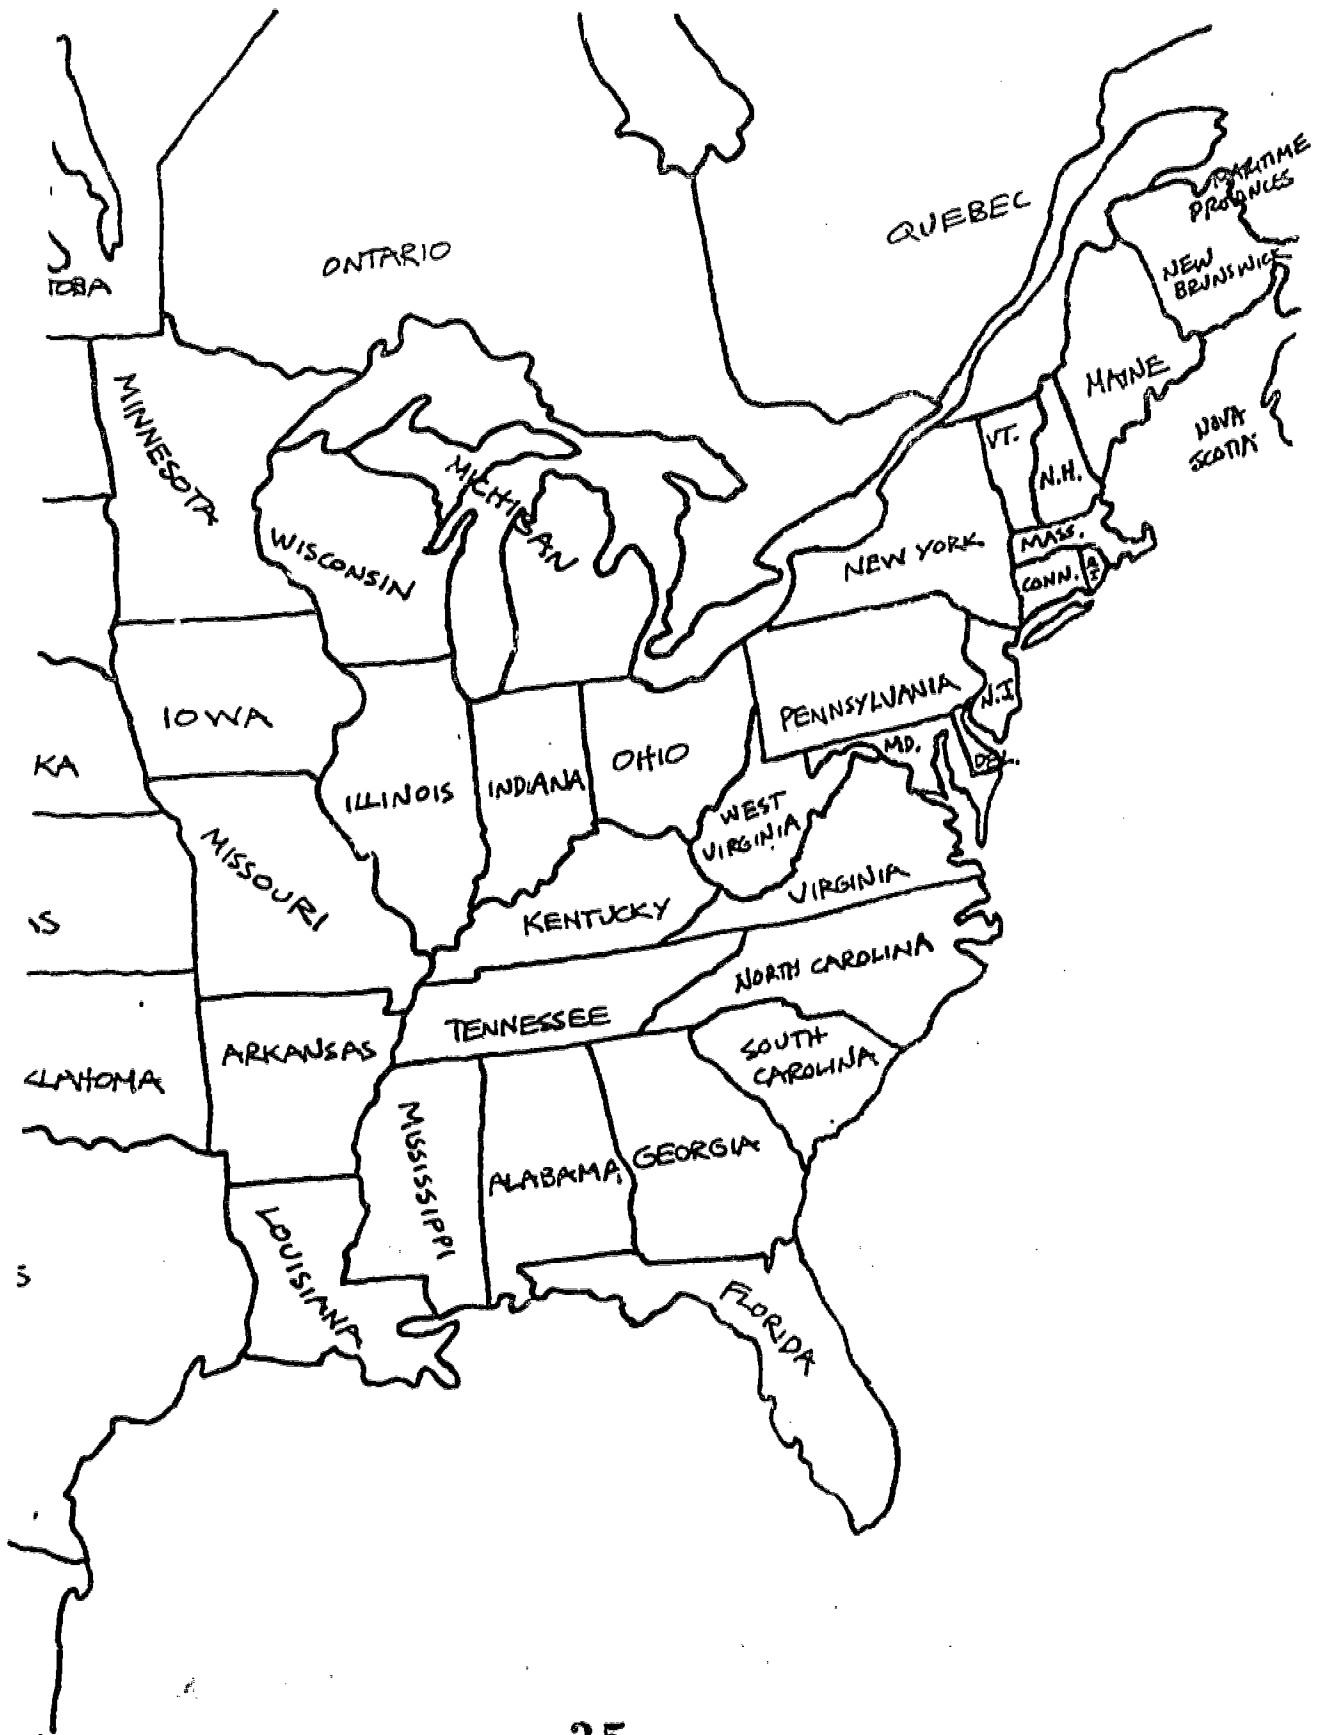 MARITIME
PROVINCES
QUEBEC
ONTARIO
NEW
BRUNSWICK
TOBA
MAINE
MINNESOTA
VT.
NOVA
SCOTIA
N.H.
MICHIGAN
WISCONSIN
NEW YORK
MASS.
CONN.
R
I
IOWA
PENNSYLVANIA
N.J
MD.
DEL.
KA
OHIO
ILLINOIS
INDIANA
WEST
VIRGINIA
MISSOURI
VIRGINIA
IS
KENTUCKY
NORTH CAROLINA
TENNESSEE
ARKANSAS
SOUTH
CAROLINA
KLAHOMA
MISSISSIPPI
ALABAMA
GEORGIA
LOUISIANA
S
FLORIDA